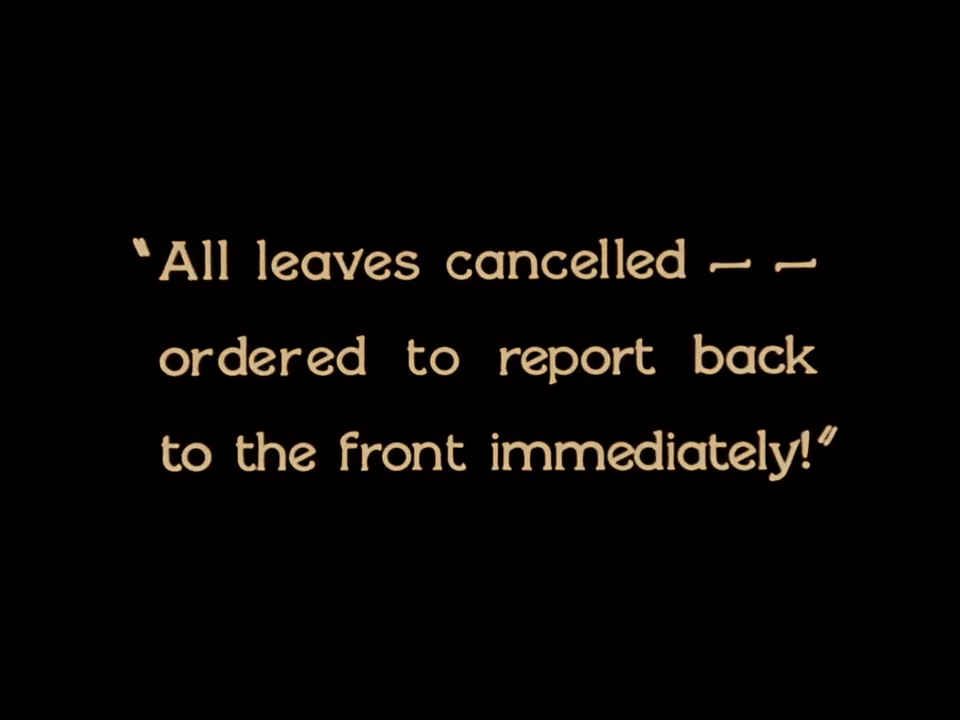 "All leaves cancelled — —
ordered to report back
to the front immediately!"